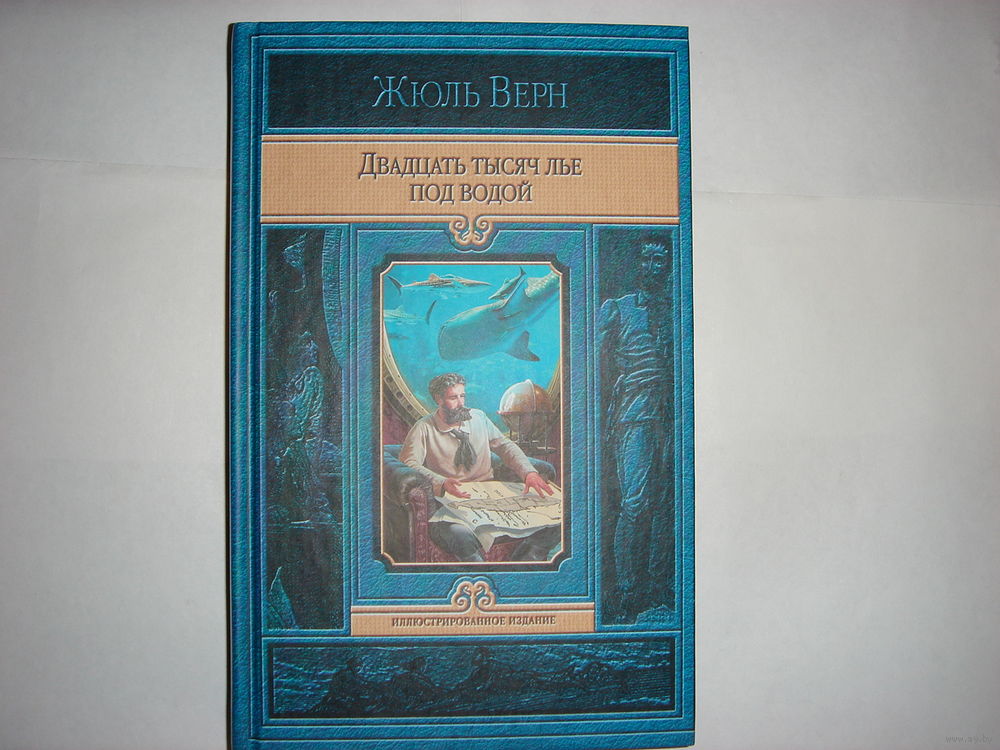 Жюль Верн
Двадцать тысяч лье
под водой
иллюстрированное издание